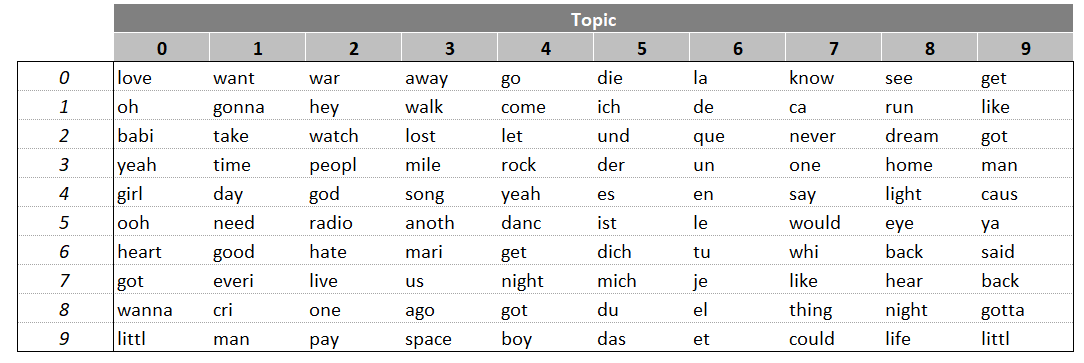 Topic
0 1 2 3 4 5 6 7 8 9
0 love want war away go die la know see get
1 oh gonna hey walk come ich de ca run like
2 babi take watch lost let und que never dream got
3 yeah time peopl mile rock der un one home man
4 girl day god song yeah es en say light caus
5 ooh need radio anoth danc ist le would eye ya
6 heart good hate mari get dich tu whi back said
7 got everi live us night mich je like hear back
8 wanna cri one ago got du el thing night gotta
9 littl man pay space boy das et could life littl